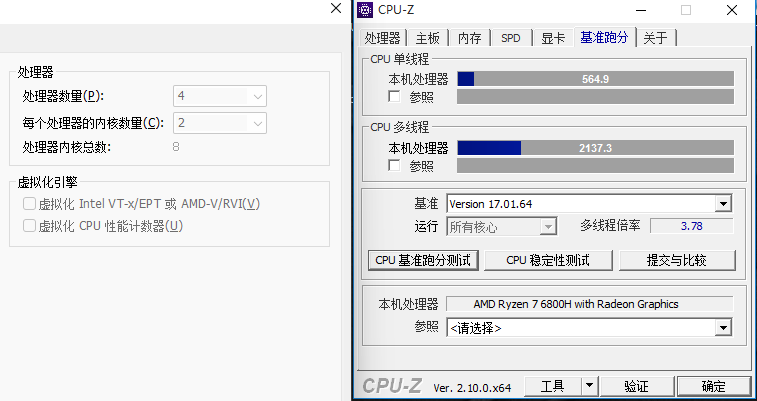 处理器
处理器数量(P):
4
每个处理器的内核数量(C):
2
处理器内核总数:
8
虚拟化引擎
虚拟化 Intel VT-x/EPT 或 AMD-V/RVI(V)
虚拟化 CPU 性能计数器(U)
CPU-Z
处理器 主板 内存 SPD 显卡 基准跑分 关于
CPU 单线程
本机处理器 564.9
参照
CPU 多线程
本机处理器 2137.3
参照
基准 Version 17.01.64
运行 所有核心 多线程倍率 3.78
CPU 基准跑分测试 CPU 稳定性测试 提交与比较
本机处理器 AMD Ryzen 7 6800H with Radeon Graphics
参照 <请选择>
CPU-Z Ver. 2.10.0.x64 工具 验证 确定